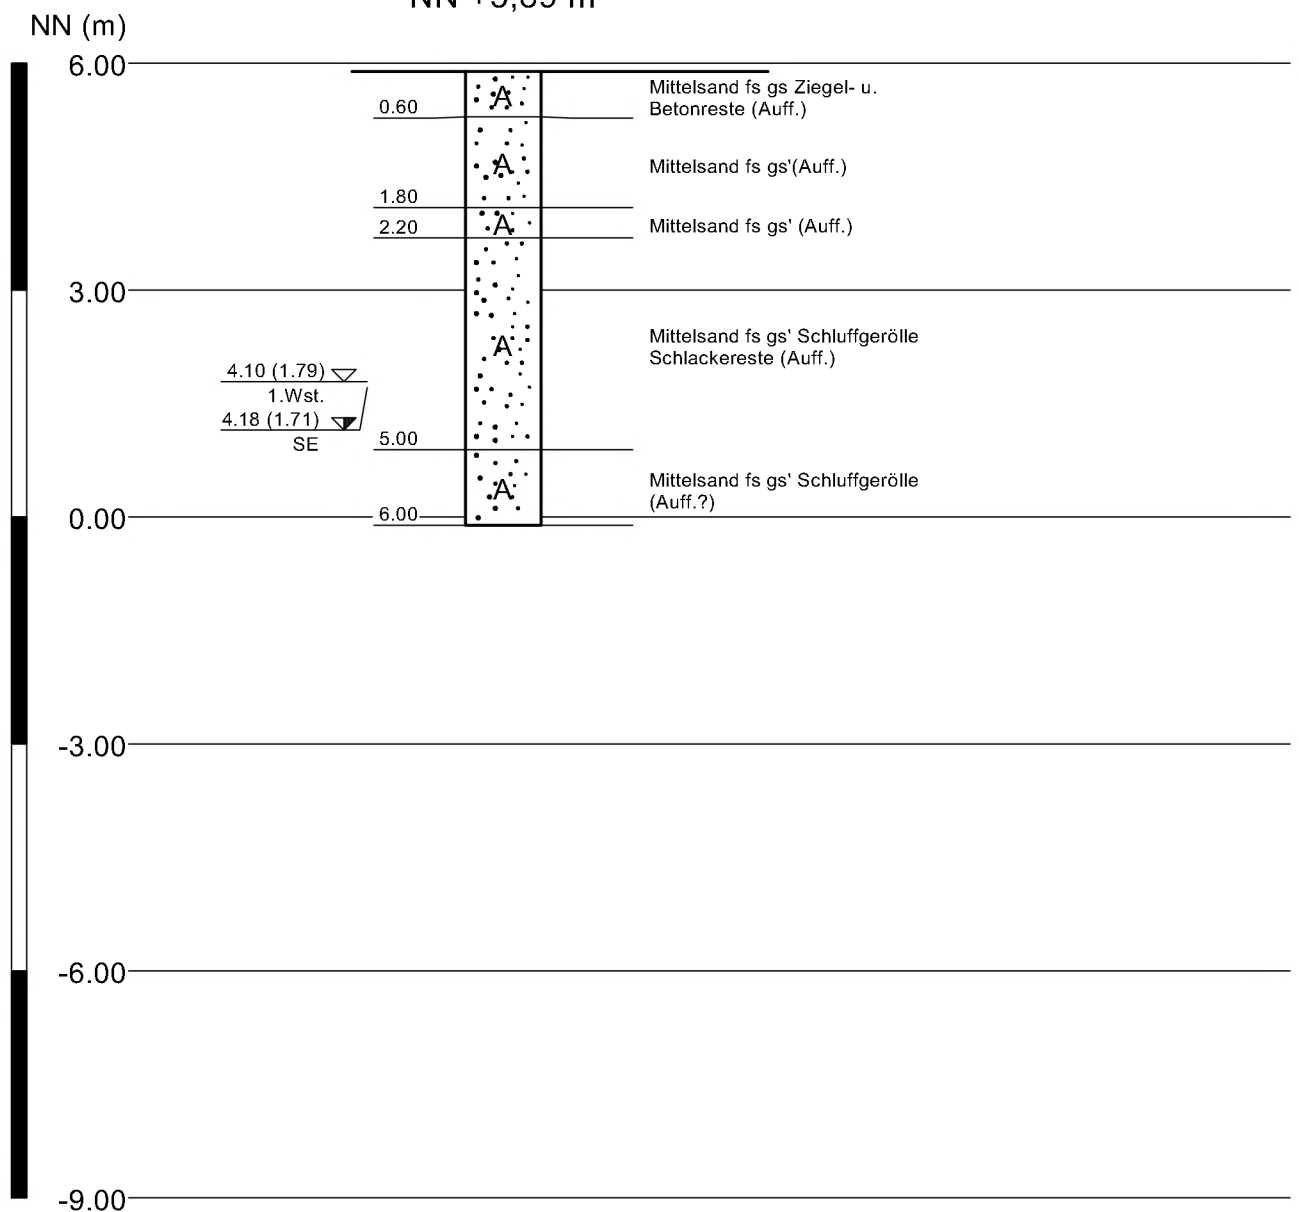 NN +5,89 m
NN (m)
6.00
A
Mittelsand fs gs Ziegel- u.
Betonreste (Auff.)
0.60
A
Mittelsand fs gs'(Auff.)
1.80
A
Mittelsand fs gs' (Auff.)
2.20
3.00
A
Mittelsand fs gs' Schluffgerölle
Schlackereste (Auff.)
4.10 (1.79)
1.Wst.
4.18 (1.71)
SE
5.00
A
Mittelsand fs gs' Schluffgerölle
(Auff.?)
6.00
0.00
-3.00
-6.00
-9.00